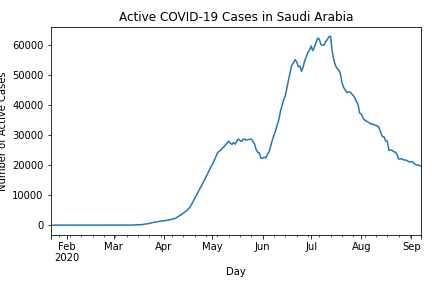 Active COVID-19 Cases in Saudi Arabia
Number of Active Cases
60000
50000
40000
30000
20000
10000
0
Feb Mar Apr May Jun Jul Aug Sep
2020
Day